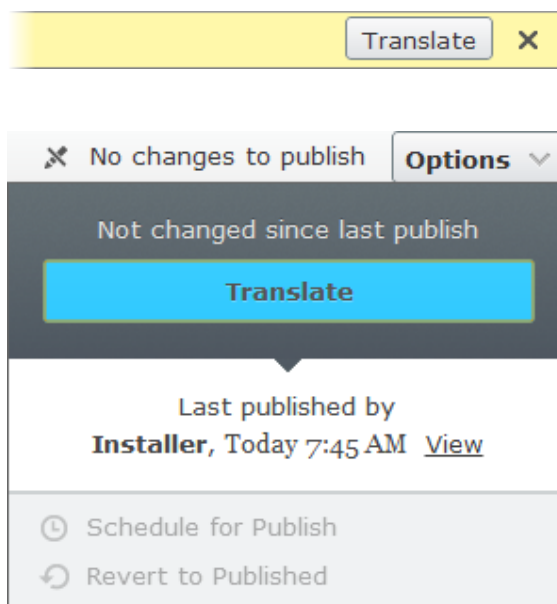 Translate
No changes to publish Options
Not changed since last publish
Translate
Last published by
Installer, Today 7:45 AM View
Schedule for Publish
Revert to Published